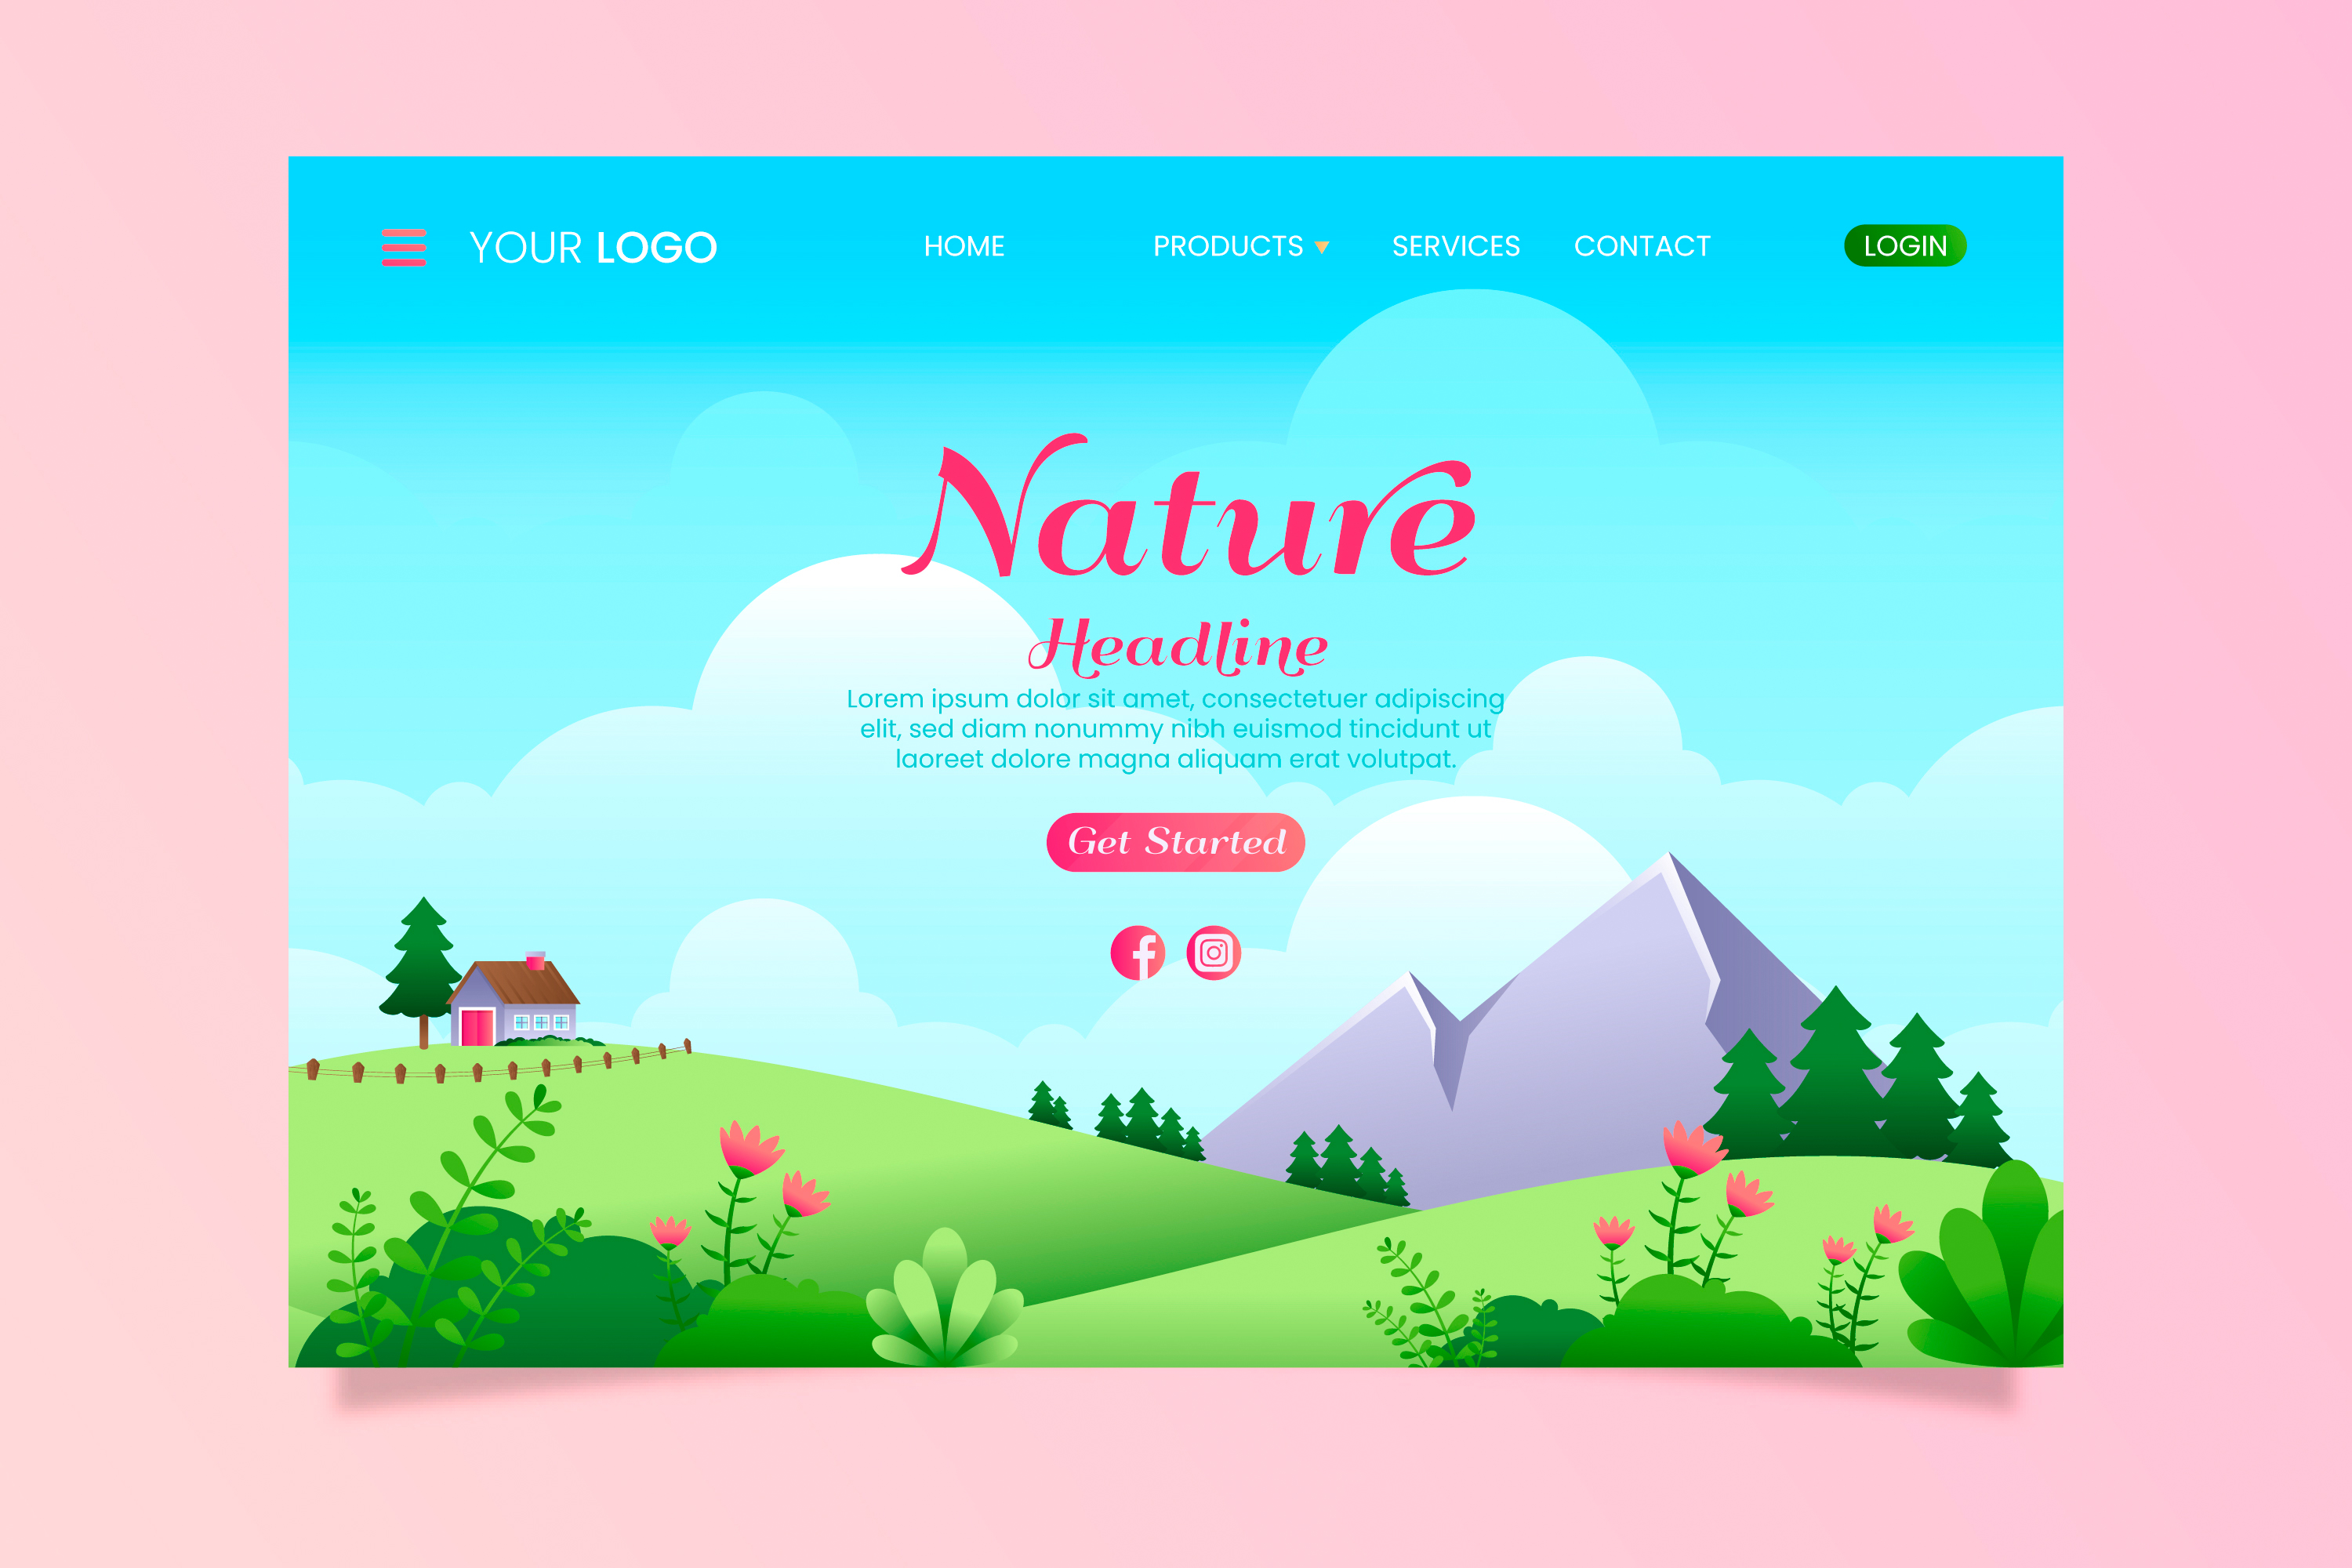 YOUR LOGO
HOME
PRODUCTS
SERVICES
CONTACT
LOGIN
Nature
Headline
Lorem ipsum dolor sit amet, consectetuer adipiscing
elit, sed diam nonummy nibh euismod tincidunt ut
laoreet dolore magna aliquam erat volutpat.
Get Started